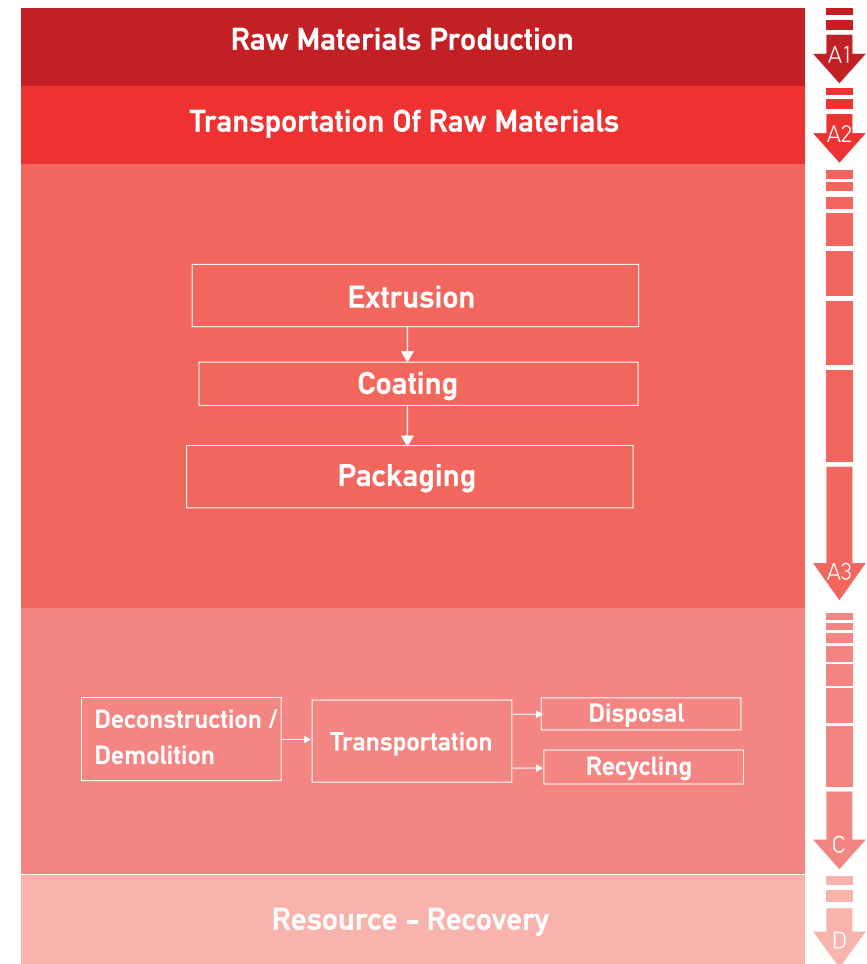 Raw Materials Production
A1
Transportation Of Raw Materials
A2
Extrusion
Coating
Packaging
A3
Deconstruction /
Demolition
Transportation
Disposal
Recycling
C
Resource - Recovery
D